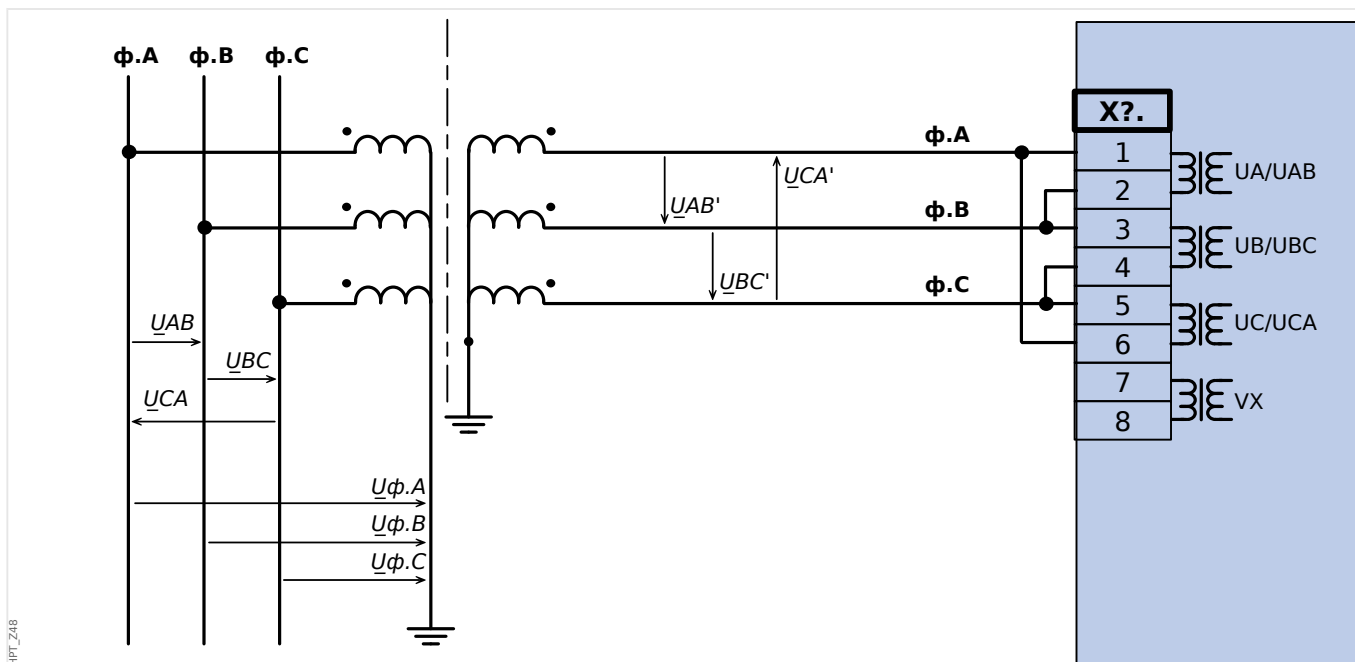 ф.A ф.B ф.C
X?.
ф.A
1
UA/UAB
UCA'
2
UAB'
ф.B
3
UB/UBC
4
UBC'
ф.C
5
UC/UCA
6
UAB
UBC
7
UCA
VX
8
Uф.A
Uф.B
Uф.C